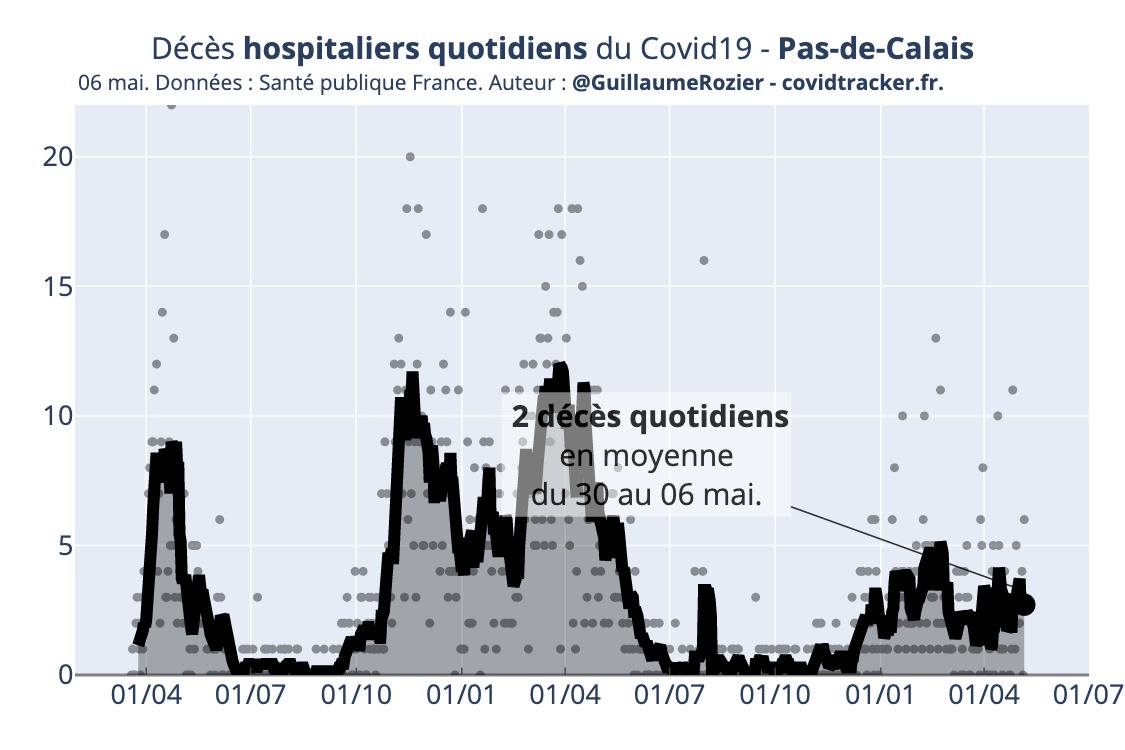 Décès hospitaliers quotidiens du Covid19 - Pas-de-Calais
06 mai. Données : Santé publique France. Auteur : @GuillaumeRozier - covidtracker.fr.
20
15
10
5
0
2 décès quotidiens
en moyenne
du 30 au 06 mai.
01/04 01/07 01/10 01/01 01/04 01/07 01/10 01/01 01/04 01/07